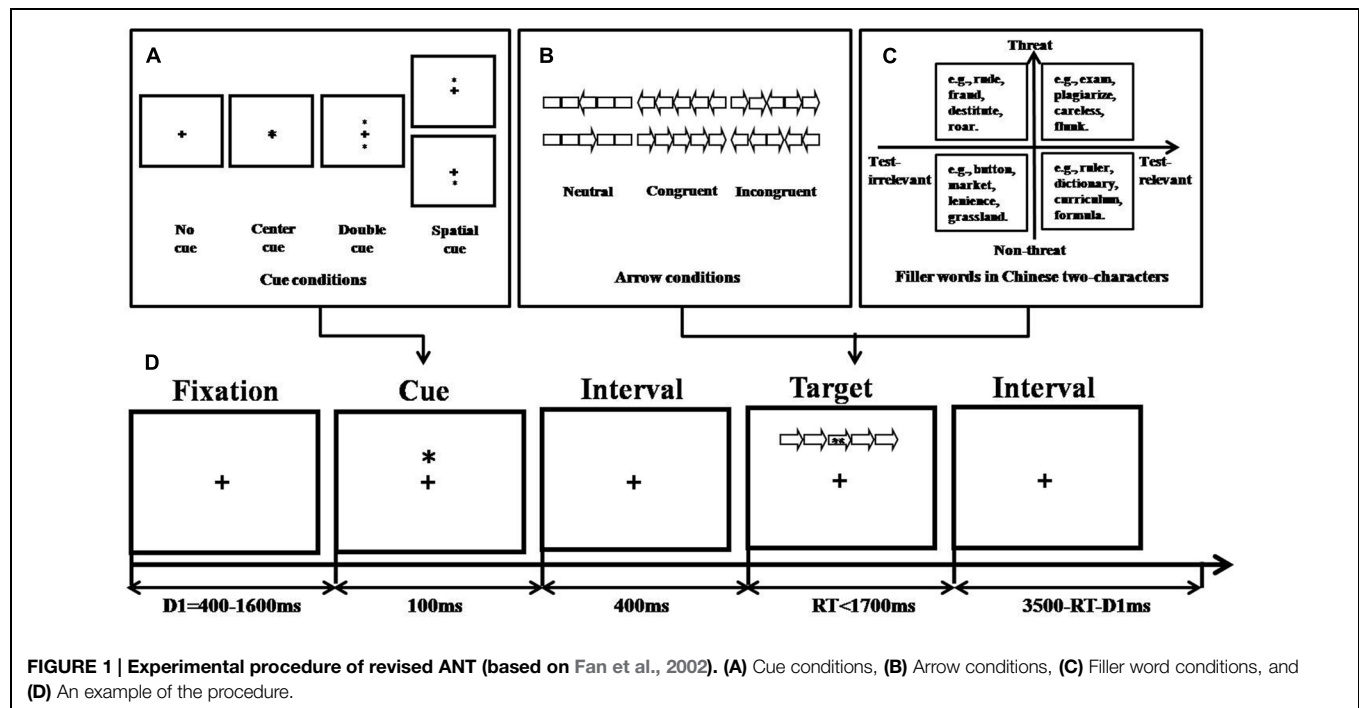 A
No
cue
Center
cue
Double
cue
Spatial
cue
Cue conditions
B
Neutral
Congruent
Incongruent
Arrow conditions
C
Threat
e.g., rude,
fraud,
destitute,
roar.
e.g., exam,
plagiarize,
careless,
flunk.
Test-
irrelevant
Test-
relevant
e.g., button,
market,
lenience,
grassland.
e.g., ruler,
dictionary,
curriculum,
formula.
Non-threat
Filler words in Chinese two-characters
D
Fixation
Cue
Interval
Target
Interval
+
*
+
+
**
+
+
D1=400-1600ms
100ms
400ms
RT<1700ms
3500-RT-D1ms
FIGURE 1 | Experimental procedure of revised ANT (based on Fan et al., 2002). (A) Cue conditions, (B) Arrow conditions, (C) Filler word conditions, and
(D) An example of the procedure.